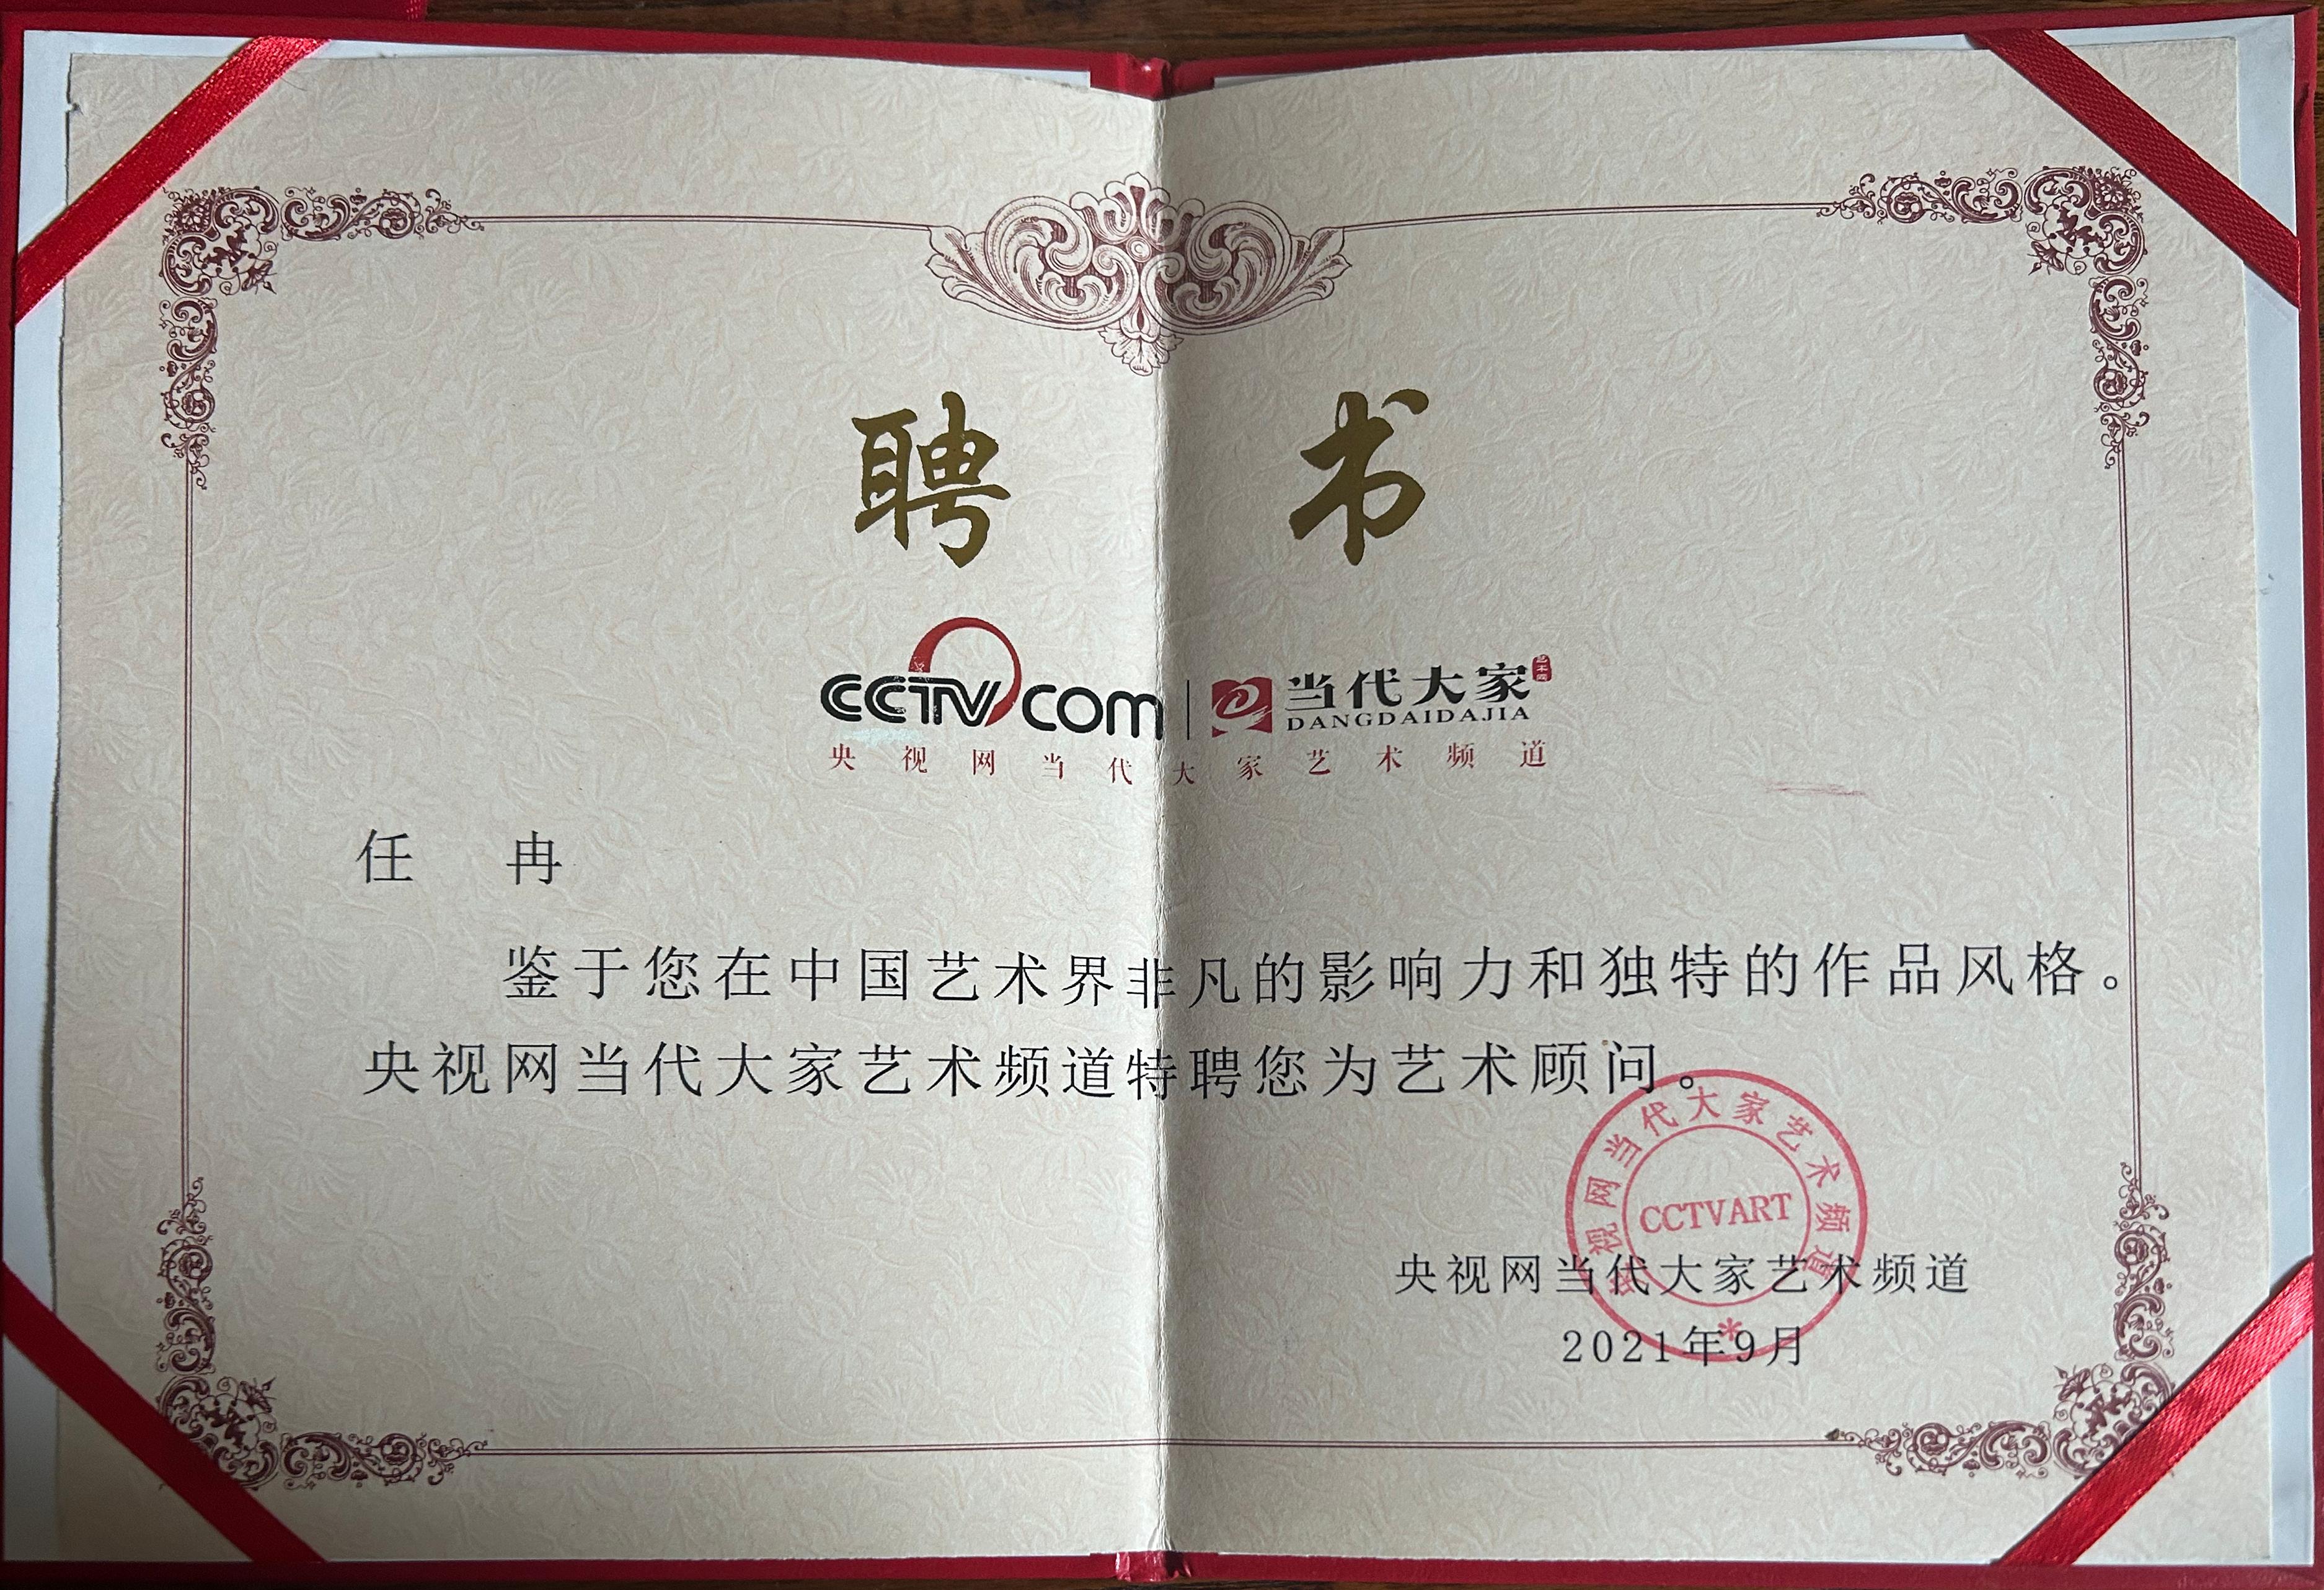 聘 书
CCTV.com 当代大家
DANGDAIDAJIA
央视网当代大家艺术频道
任 冉
鉴于您在中国艺术界非凡的影响力和独特的作品风格。
央视网当代大家艺术频道特聘您为艺术顾问。
央视网当代大家艺术频道
CCTVART
央视网当代大家艺术频道
2021年9月